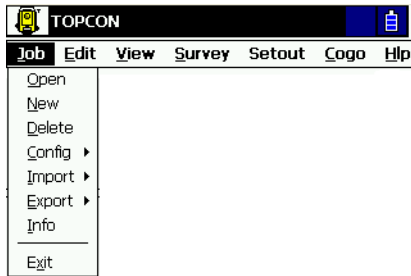 TOPCON
Job Edit View Survey Setout Cogo Hlp
Open
New
Delete
Config
Import
Export
Info
Exit